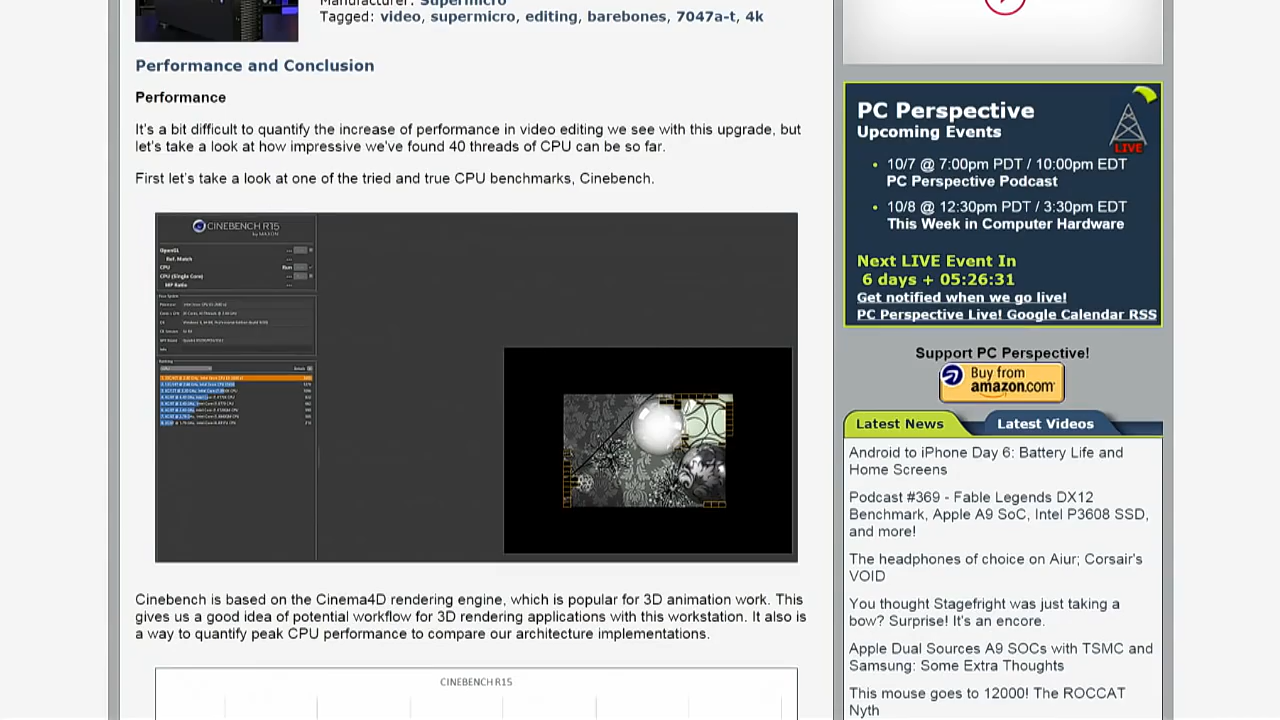 Manufacturer: Supermicro
Tagged: video, supermicro, editing, barebones, 7047a-t, 4k
Performance and Conclusion
Performance
It's a bit difficult to quantify the increase of performance in video editing we see with this upgrade, but
let's take a look at how impressive we've found 40 threads of CPU can be so far.
First let's take a look at one of the tried and true CPU benchmarks, Cinebench.
CINEBENCH R15
by MAXON
OpenGL
Ref. Match
CPU
Run
CPU (Single Core)
MP Ratio
Cinebench is based on the Cinema4D rendering engine, which is popular for 3D animation work. This
gives us a good idea of potential workflow for 3D rendering applications with this workstation. It also is
a way to quantify peak CPU performance to compare our architecture implementations.
CINEBENCH R15
PC Perspective
Upcoming Events
LIVE
• 10/7 @ 7:00pm PDT / 10:00pm EDT
PC Perspective Podcast
• 10/8 @ 12:30pm PDT / 3:30pm EDT
This Week in Computer Hardware
Next LIVE Event In
6 days + 05:26:31
Get notified when we go live!
PC Perspective Live! Google Calendar RSS
Support PC Perspective!
Buy from
amazon.com
Latest News
Latest Videos
Android to iPhone Day 6: Battery Life and
Home Screens
Podcast #369 - Fable Legends DX12
Benchmark, Apple A9 SoC, Intel P3608 SSD,
and more!
The headphones of choice on Aiur; Corsair's
VOID
You thought Stagefright was just taking a
bow? Surprise! It's an encore.
Apple Dual Sources A9 SOCs with TSMC and
Samsung: Some Extra Thoughts
This mouse goes to 12000! The ROCCAT
Nyth